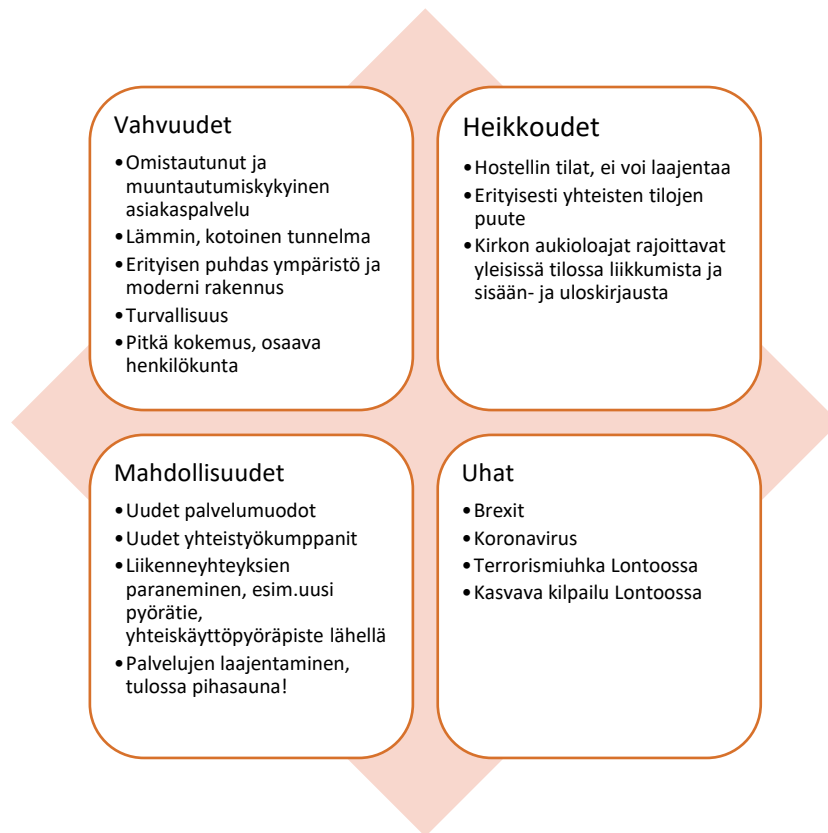 Vahvuudet
•Omistautunut ja
muuntautumiskykyinen
asiakaspalvelu
•Lämmin, kotoinen tunnelma
•Erityisen puhdas ympäristö ja
moderni rakennus
•Turvallisuus
•Pitkä kokemus, osaava
henkilökunta
Heikkoudet
•Hostellin tilat, ei voi laajentaa
•Erityisesti yhteisten tilojen
puute
•Kirkon aukioloajat rajoittavat
yleisissä tilossa liikkumista ja
sisään- ja uloskirjausta
Mahdollisuudet
•Uudet palvelumuodot
•Uudet yhteistyökumppanit
•Liikenneyhteyksien
paraneminen, esim.uusi
pyörätie,
yhteiskäyttöpyöräpiste lähellä
•Palvelujen laajentaminen,
tulossa pihasauna!
Uhat
•Brexit
•Koronavirus
•Terrorismiuhka Lontoossa
•Kasvava kilpailu Lontoossa